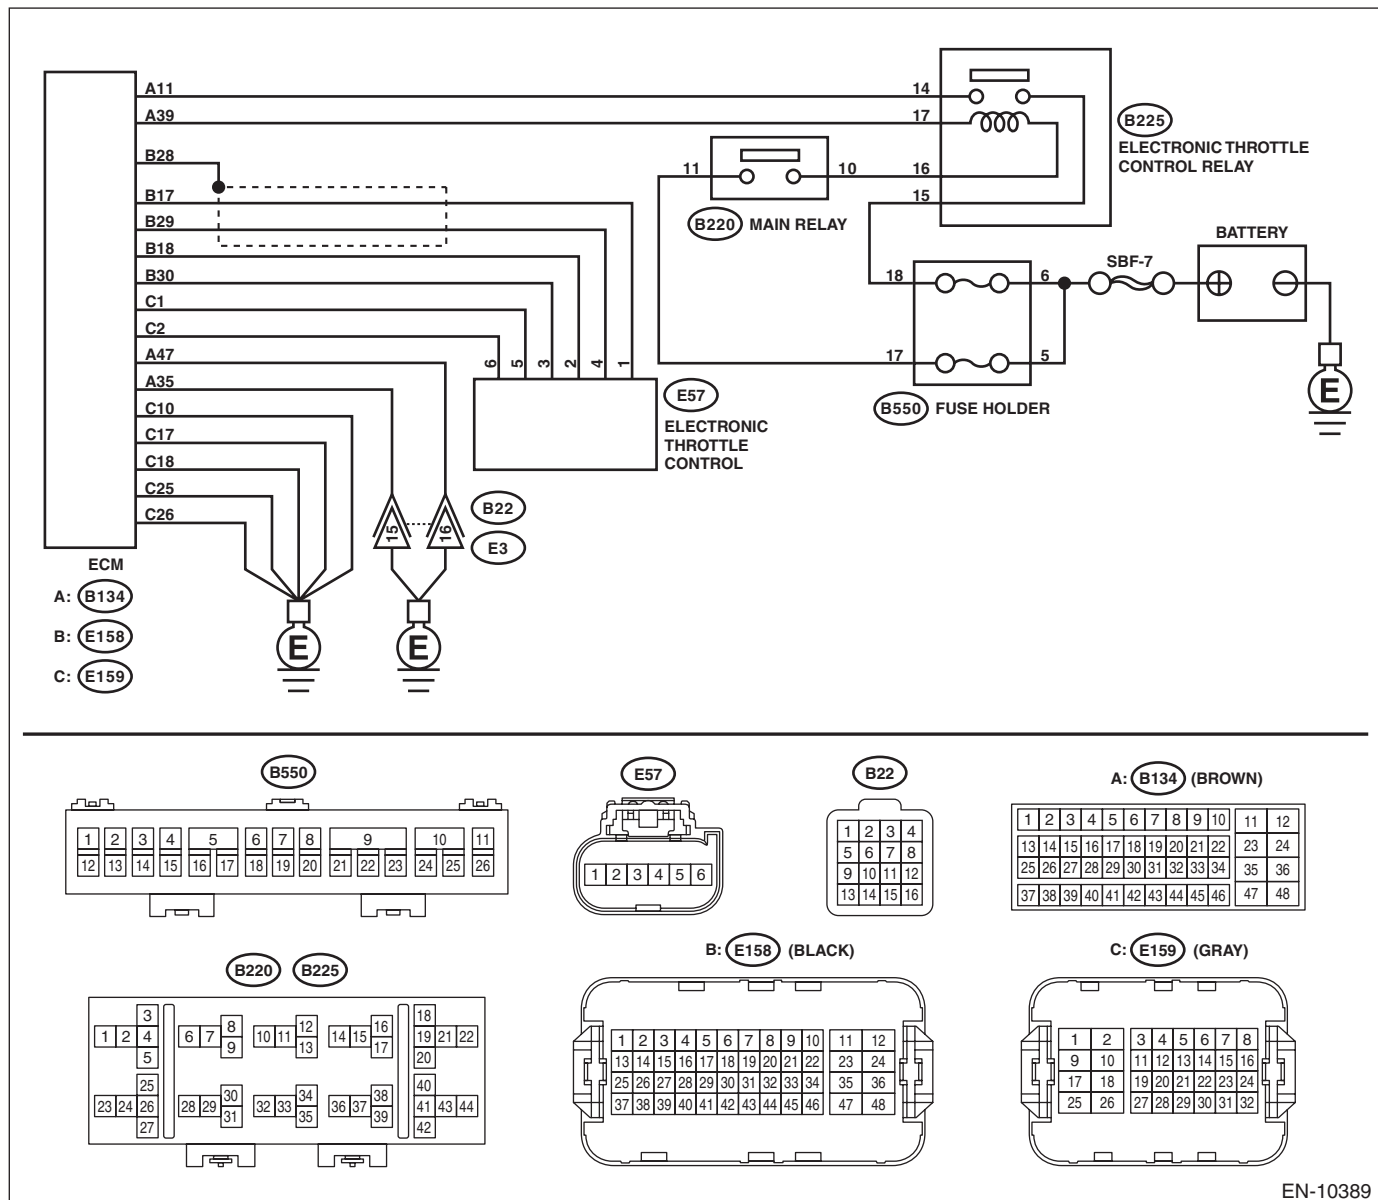 A11
A39
B28
B17
B29
B18
B30
C1
C2
A47
A35
C10
C17
C18
C25
C26
ECM
A: B134
B: E158
C: E159
14
17
16
15
B225
ELECTRONIC THROTTLE
CONTROL RELAY
11
10
B220 MAIN RELAY
BATTERY
SBF-7
18
6
17
5
B550 FUSE HOLDER
E
6 5 3 2 4 1
E57
ELECTRONIC
THROTTLE
CONTROL
15
16
B22
E3
E
E
B550
1 2 3 4 5 6 7 8 9 10 11
12 13 14 15 16 17 18 19 20 21 22 23 24 25 26
E57
1 2 3 4 5 6
B22
1 2 3 4
5 6 7 8
9 10 11 12
13 14 15 16
A: B134 (BROWN)
1 2 3 4 5 6 7 8 9 10 11 12
13 14 15 16 17 18 19 20 21 22 23 24
25 26 27 28 29 30 31 32 33 34 35 36
37 38 39 40 41 42 43 44 45 46 47 48
B220 B225
3 8 12 16 18
1 2 4 6 7 9 10 11 13 14 15 17 19 21 22
5 20
25 30 34 38 40
23 24 26 28 29 31 32 33 35 36 37 39 41 43 44
27 42
B: E158 (BLACK)
1 2 3 4 5 6 7 8 9 10 11 12
13 14 15 16 17 18 19 20 21 22 23 24
25 26 27 28 29 30 31 32 33 34 35 36
37 38 39 40 41 42 43 44 45 46 47 48
C: E159 (GRAY)
1 2 3 4 5 6 7 8
9 10 11 12 13 14 15 16
17 18 19 20 21 22 23 24
25 26 27 28 29 30 31 32
EN-10389